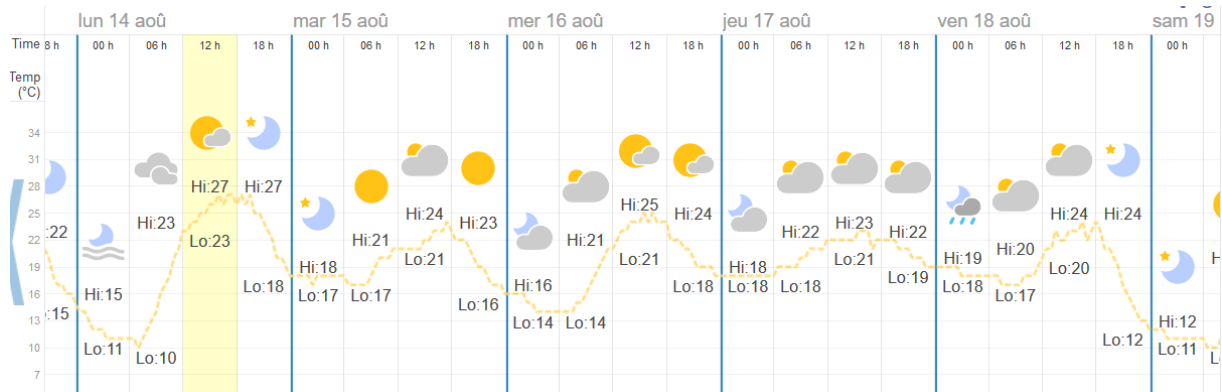 lun 14 aoû mar 15 aoû mer 16 aoû jeu 17 aoû ven 18 aoû sam 19
Time 8 h 00 h 06 h 12 h 18 h 00 h 06 h 12 h 18 h 00 h 06 h 12 h 18 h 00 h 06 h 12 h 18 h 00 h 06 h 12 h 18 h 00 h
Temp
(°C)
34
31
28
25
22
19
16
13
10
7
:22 Hi:15 Hi:23 Hi:27 Hi:27 Hi:18 Hi:21 Hi:24 Hi:23 Hi:16 Hi:21 Hi:25 Hi:24 Hi:18 Hi:22 Hi:23 Hi:22 Hi:19 Hi:20 Hi:24 Hi:24 Hi:12
:15 Lo:11 Lo:10 Lo:23 Lo:18 Lo:17 Lo:17 Lo:21 Lo:16 Lo:14 Lo:14 Lo:21 Lo:18 Lo:18 Lo:18 Lo:21 Lo:19 Lo:18 Lo:17 Lo:20 Lo:12 Lo:11